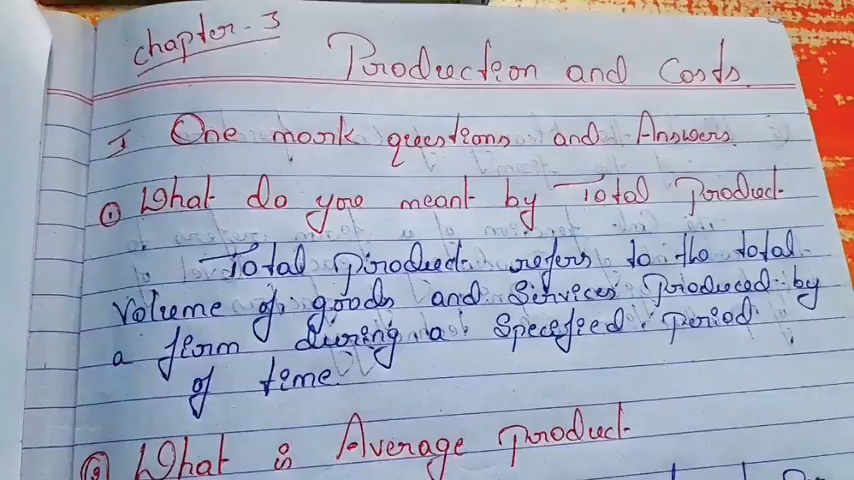 chapter-3
Production and Costs
I One mark questions and Answers.
① What do you meant by Total Product
Total Product refers to the total
Volume of goods and Services Produced by
a firm during a Specefied Period
of time.
② What is Average Product